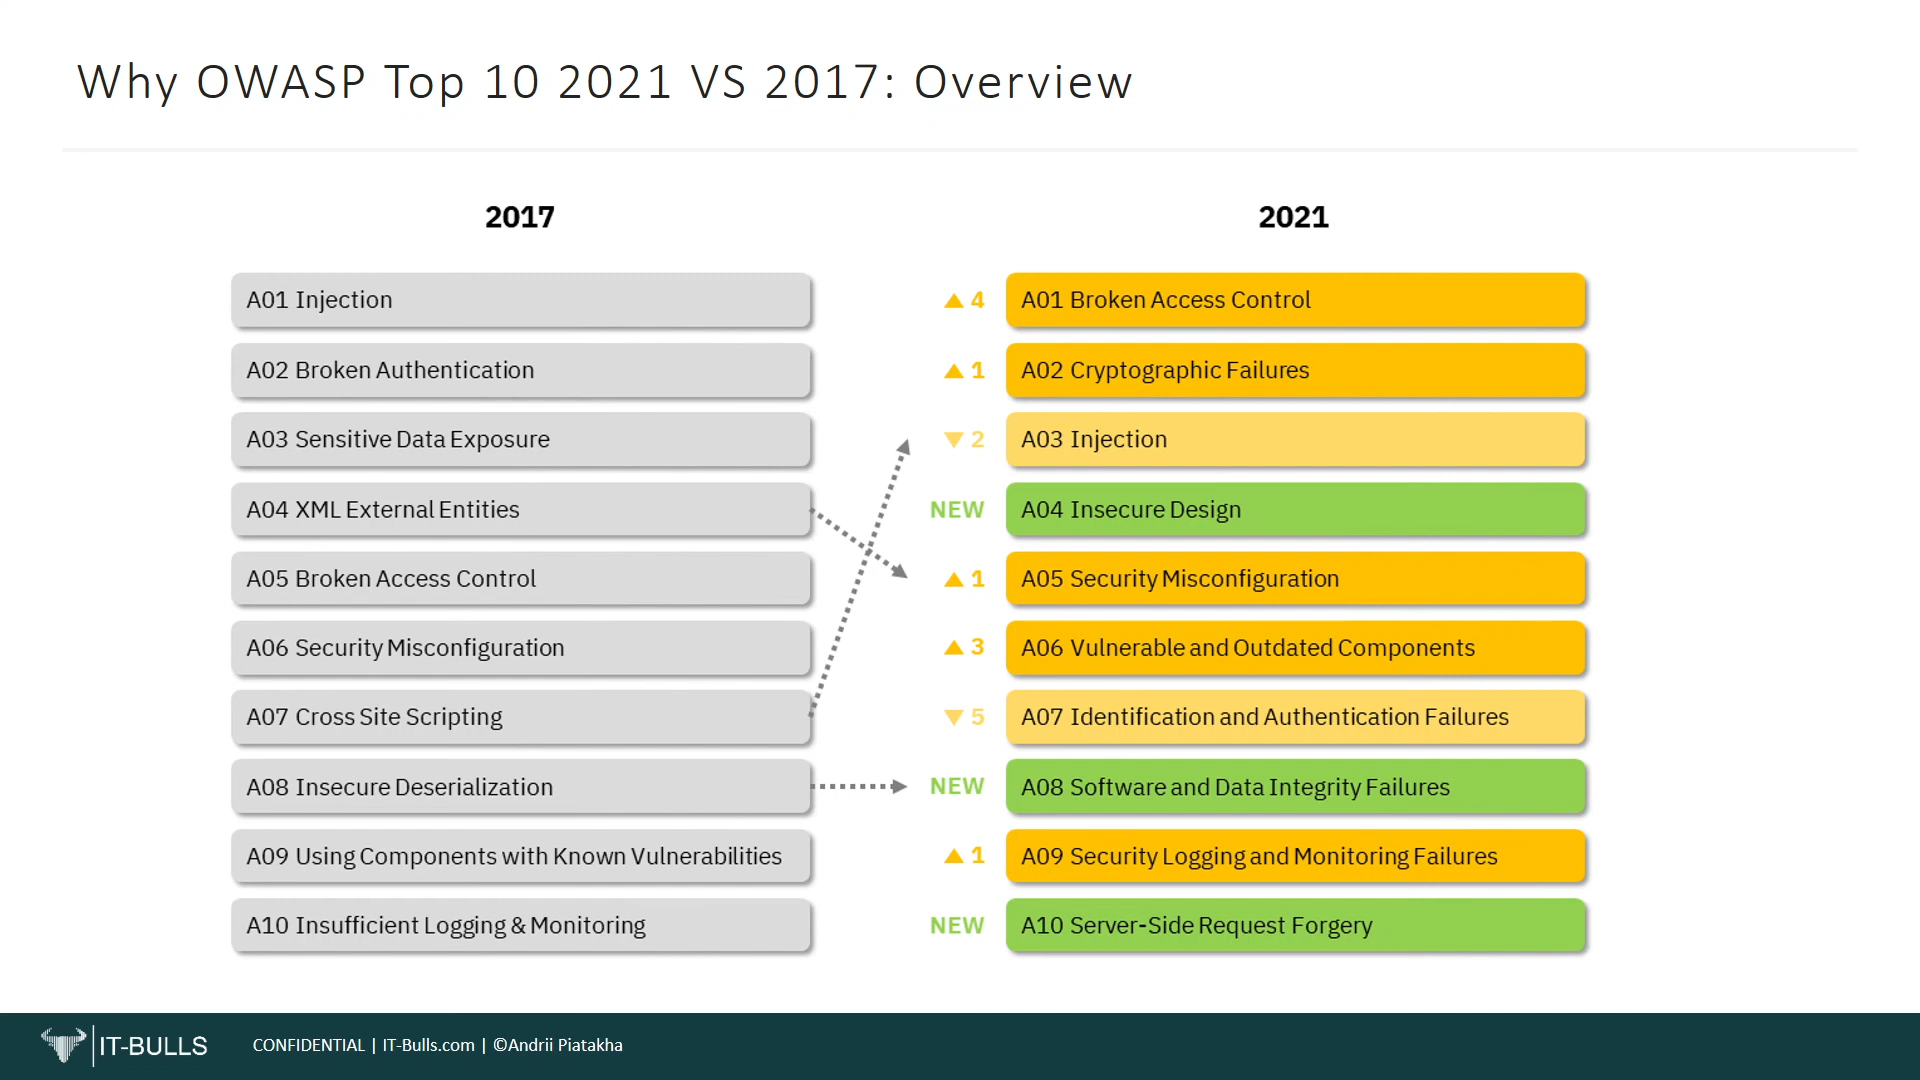 Why OWASP Top 10 2021 VS 2017: Overview
2017
A01 Injection
A02 Broken Authentication
A03 Sensitive Data Exposure
A04 XML External Entities
A05 Broken Access Control
A06 Security Misconfiguration
A07 Cross Site Scripting
A08 Insecure Deserialization
A09 Using Components with Known Vulnerabilities
A10 Insufficient Logging & Monitoring
2021
▲ 4 A01 Broken Access Control
▲ 1 A02 Cryptographic Failures
▼ 2 A03 Injection
NEW A04 Insecure Design
▲ 1 A05 Security Misconfiguration
▲ 3 A06 Vulnerable and Outdated Components
▼ 5 A07 Identification and Authentication Failures
NEW A08 Software and Data Integrity Failures
▲ 1 A09 Security Logging and Monitoring Failures
NEW A10 Server-Side Request Forgery
IT-BULLS
CONFIDENTIAL | IT-Bulls.com | ©Andrii Piatakha